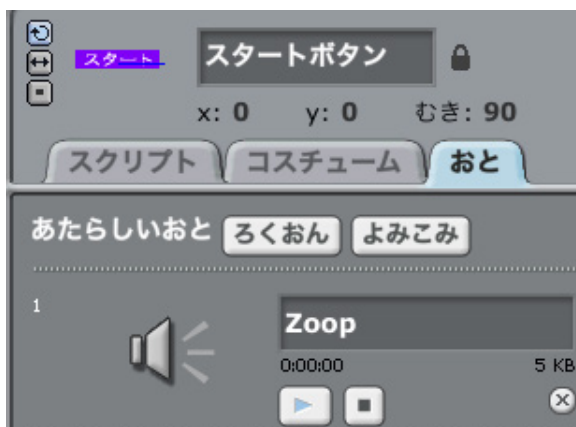 スタート スタートボタン
x: 0 y: 0 むき: 90
スクリプト コスチューム おと
あたらしいおと ろくおん よみこみ
1
Zoop
0:00:00 5 KB